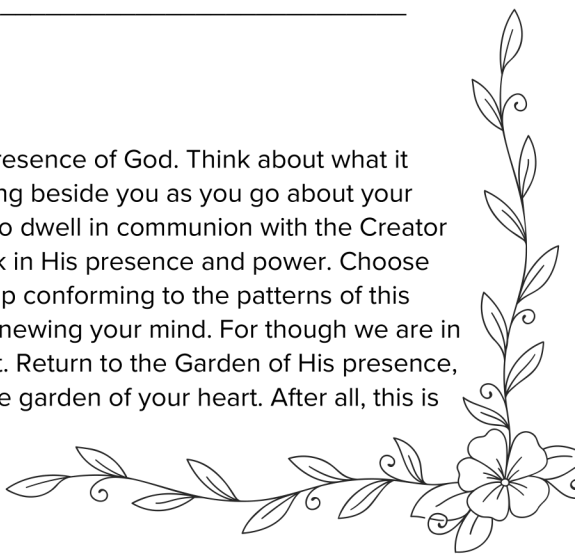 resence of God. Think about what it
ng beside you as you go about your
o dwell in communion with the Creator
k in His presence and power. Choose
p conforming to the patterns of this
newing your mind. For though we are in
t. Return to the Garden of His presence,
e garden of your heart. After all, this is